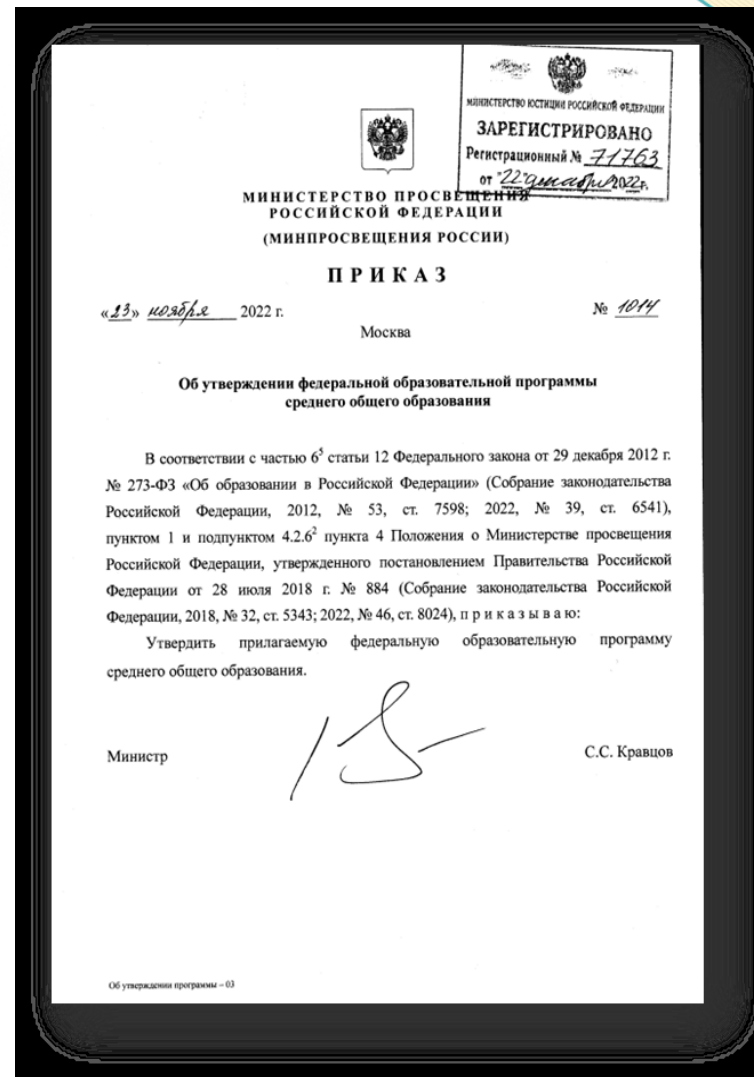 МИНИСТЕРСТВО ЮСТИЦИИ РОССИЙСКОЙ ФЕДЕРАЦИИ
ЗАРЕГИСТРИРОВАНО
Регистрационный № 71763
от "22" декабря 2022г.
МИНИСТЕРСТВО ПРОСВЕЩЕНИЯ
РОССИЙСКОЙ ФЕДЕРАЦИИ
(МИНПРОСВЕЩЕНИЯ РОССИИ)
ПРИКАЗ
«23» ноября 2022 г. № 1014
Москва
Об утверждении федеральной образовательной программы
среднего общего образования
В соответствии с частью 6⁵ статьи 12 Федерального закона от 29 декабря 2012 г.
№ 273-ФЗ «Об образовании в Российской Федерации» (Собрание законодательства
Российской Федерации, 2012, № 53, ст. 7598; 2022, № 39, ст. 6541),
пунктом 1 и подпунктом 4.2.6² пункта 4 Положения о Министерстве просвещения
Российской Федерации, утвержденного постановлением Правительства Российской
Федерации от 28 июля 2018 г. № 884 (Собрание законодательства Российской
Федерации, 2018, № 32, ст. 5343; 2022, № 46, ст. 8024), п р и к а з ы в а ю:
Утвердить прилагаемую федеральную образовательную программу
среднего общего образования.
Министр С.С. Кравцов
Об утверждении программы – 03